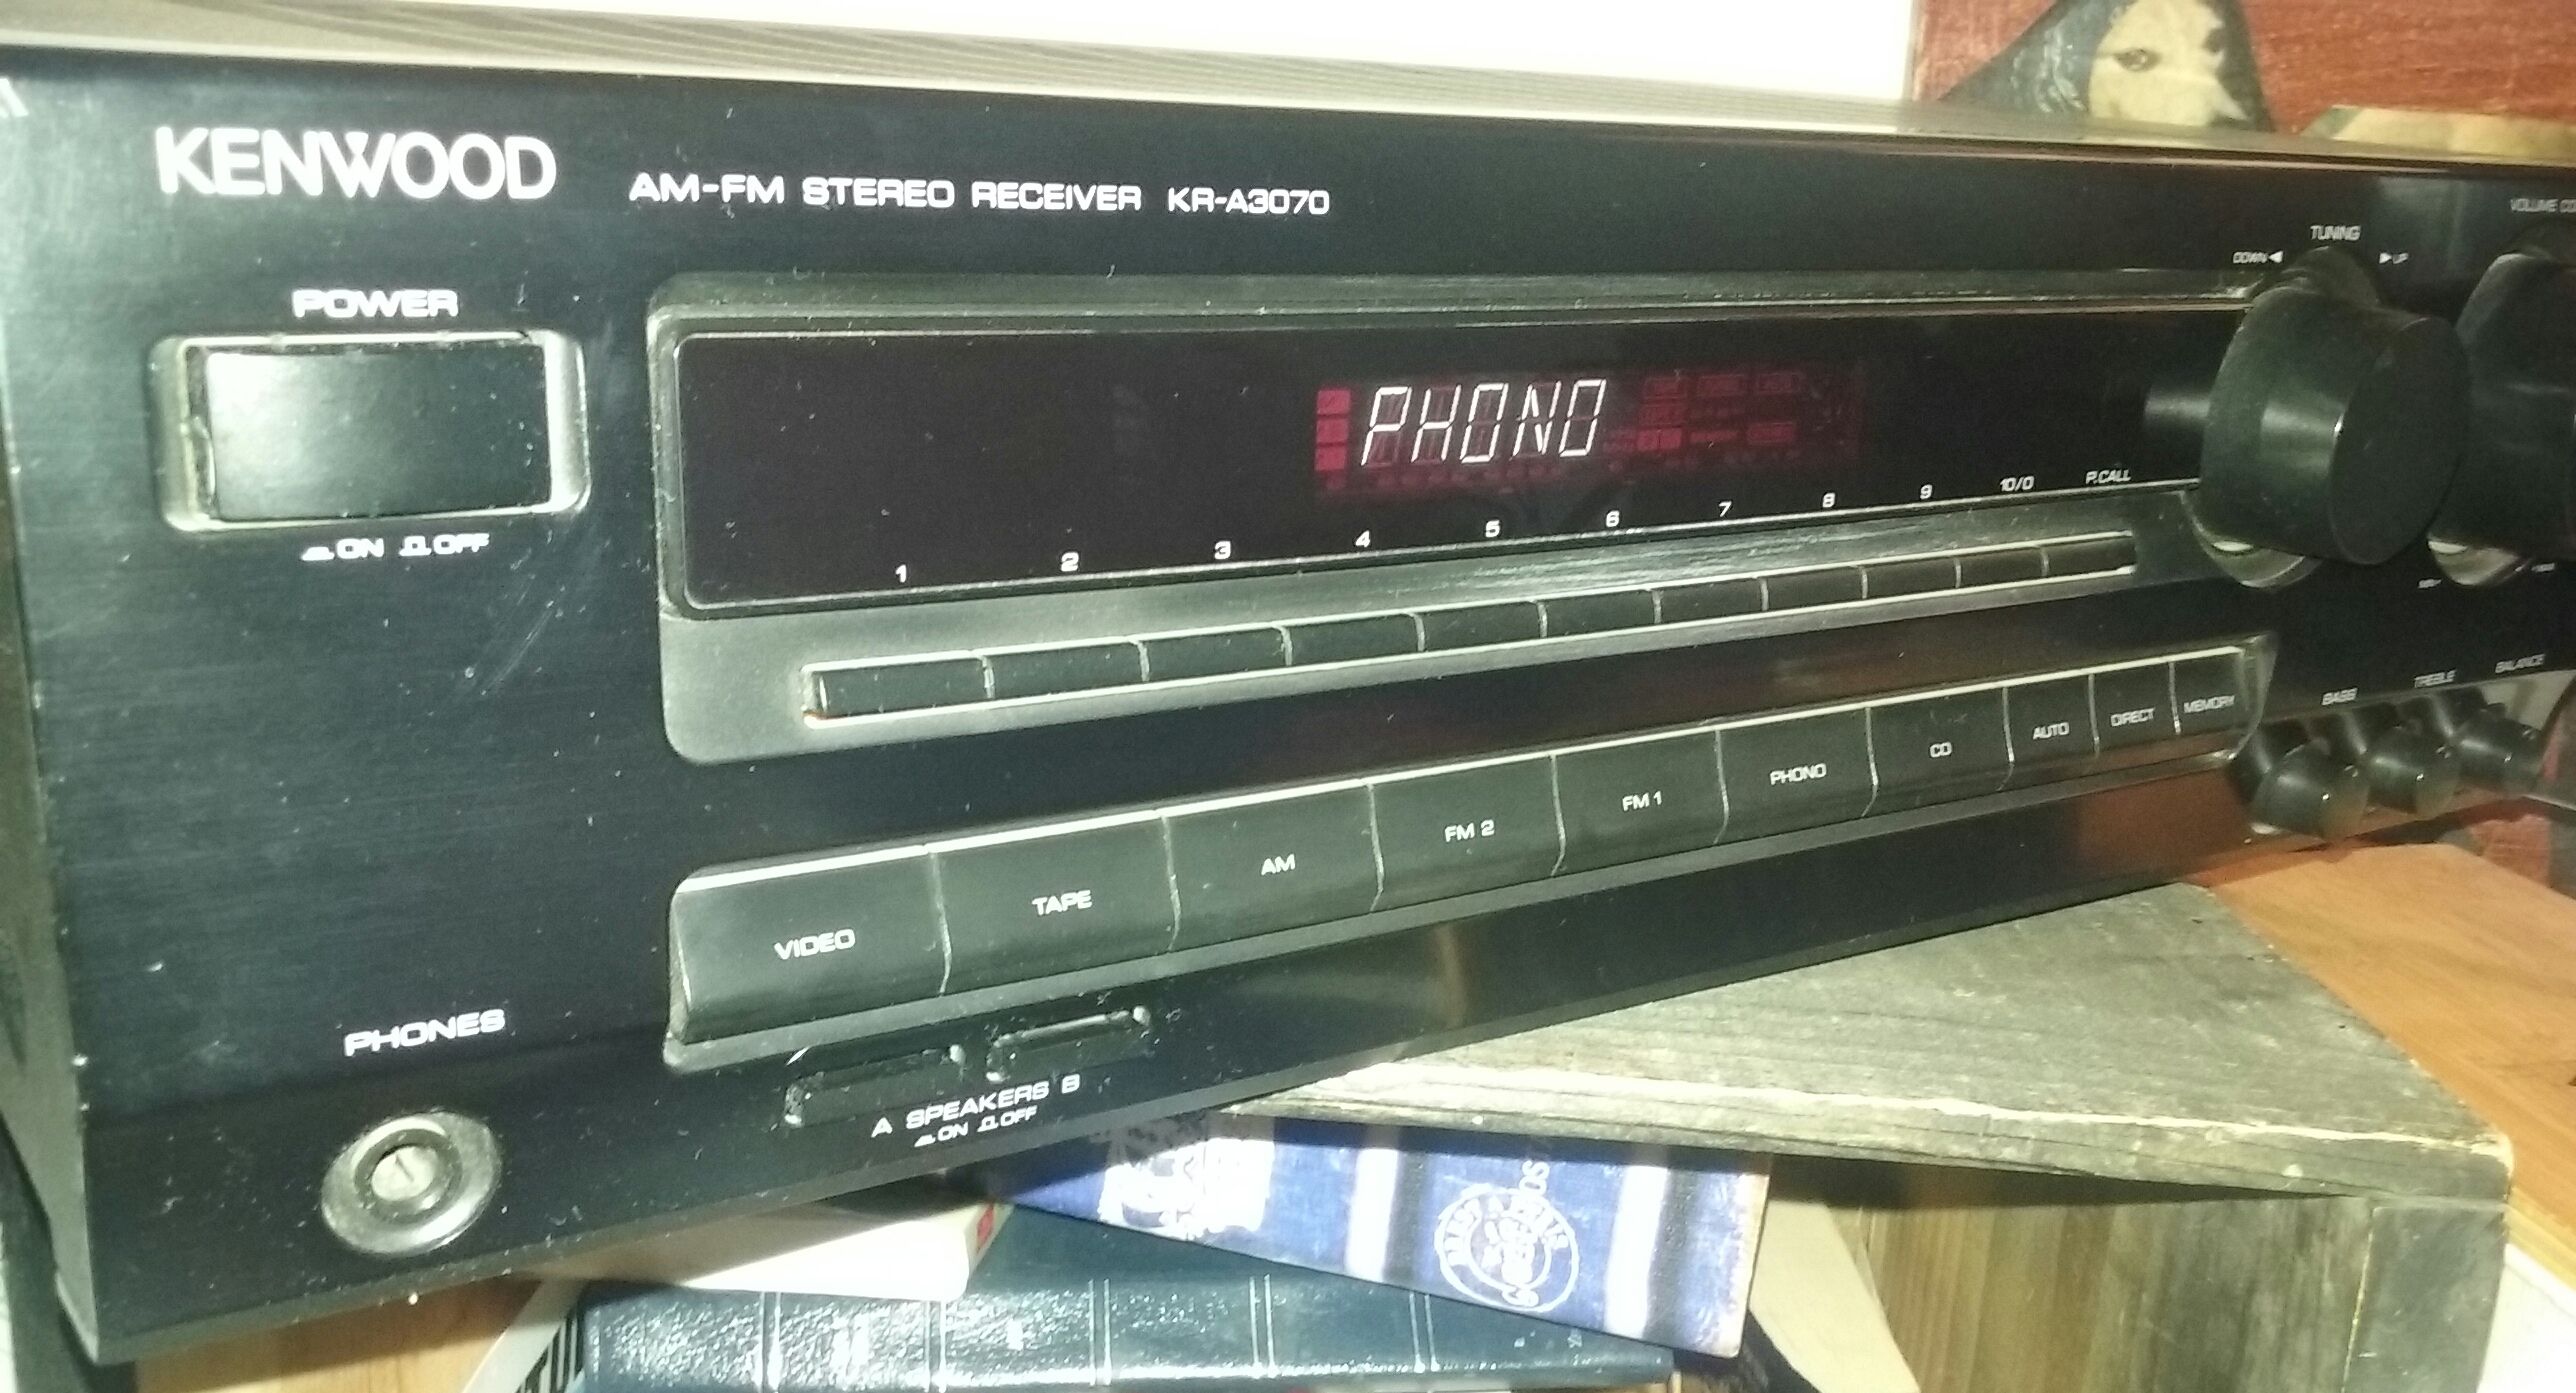 KENWOOD
AM-FM STEREO RECEIVER KR-A3070
VOLUME CO
TUNING
DOWN ◀ ▶ UP
POWER
ON OFF
PHONO
1 2 3 4 5 6 7 8 9 10/0 P.CALL
BASS TREBLE BALANCE
VIDEO TAPE AM FM 2 FM 1 PHONO CD AUTO DIRECT MEMORY
PHONES
A SPEAKERS B
ON OFF